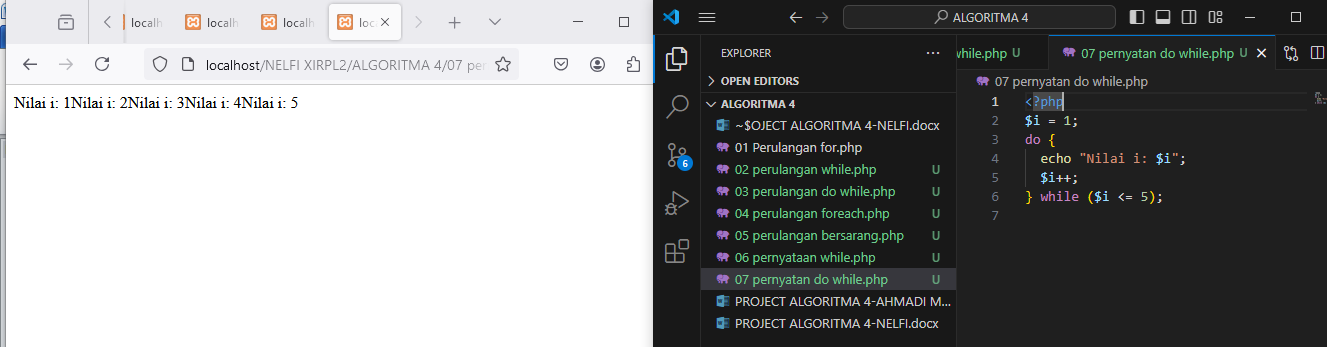 localh
localh
NELFI
loc
localhost/NELFI XIRPL2/ALGORITMA 4/07 per
Nilai i: 1Nilai i: 2Nilai i: 3Nilai i: 4Nilai i: 5
ALGORITMA 4
EXPLORER
OPEN EDITORS
ALGORITMA 4
~$OJECT ALGORITMA 4-NELFI.docx
01 Perulangan for.php
02 perulangan while.php U
03 perulangan do while.php U
04 perulangan foreach.php U
05 perulangan bersarang.php U
06 pernyataan while.php U
07 pernyatan do while.php U
PROJECT ALGORITMA 4-AHMADI M...
PROJECT ALGORITMA 4-NELFI.docx
6
while.php U
07 pernyatan do while.php U
07 pernyatan do while.php
1 <?php
2 $i = 1;
3 do {
4 echo "Nilai i: $i";
5 $i++;
6 } while ($i <= 5);
7